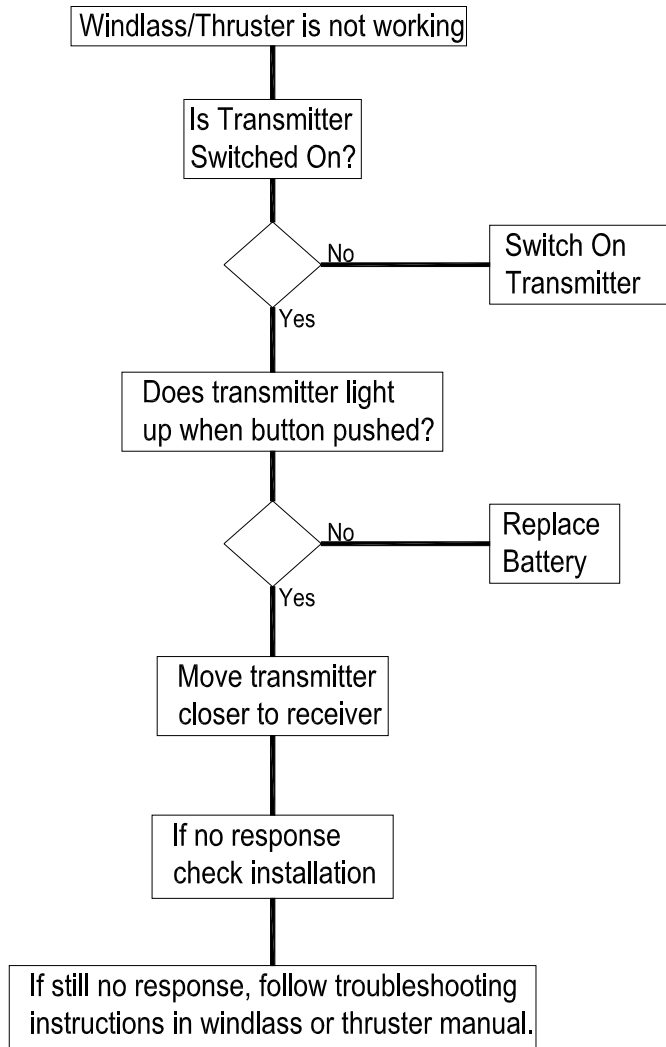 Windlass/Thruster is not working
Is Transmitter
Switched On?
No
Switch On
Transmitter
Yes
Does transmitter light
up when button pushed?
No
Replace
Battery
Yes
Move transmitter
closer to receiver
If no response
check installation
If still no response, follow troubleshooting
instructions in windlass or thruster manual.